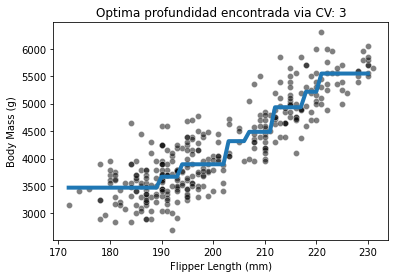 Optima profundidad encontrada via CV: 3
Body Mass (g)
6000
5500
5000
4500
4000
3500
3000
170 180 190 200 210 220 230
Flipper Length (mm)